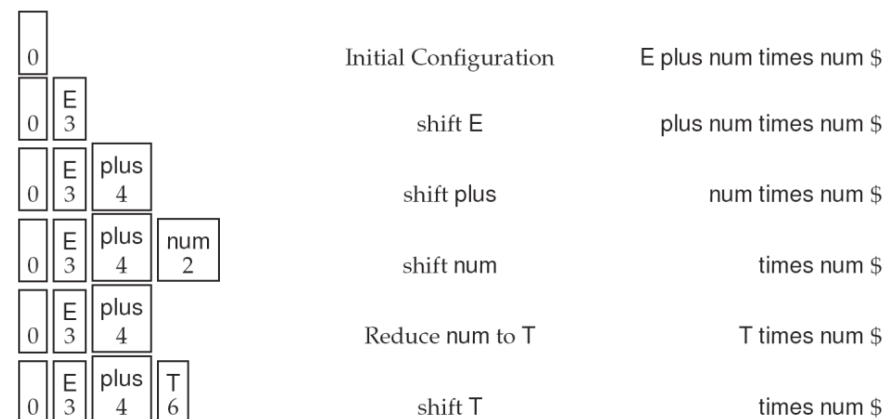 0 Initial Configuration E plus num times num $
E
0 3 shift E plus num times num $
E plus
0 3 4 shift plus num times num $
E plus num
0 3 4 2 shift num times num $
E plus
0 3 4 Reduce num to T T times num $
E plus T
0 3 4 6 shift T times num $